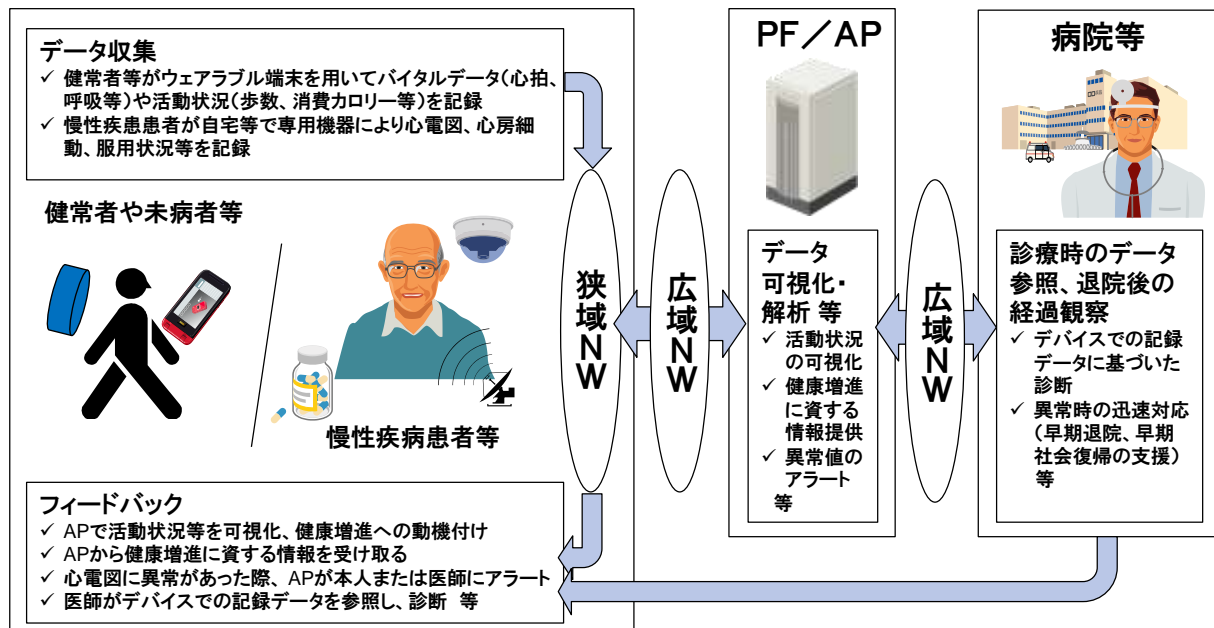 データ収集
✓ 健常者等がウェアラブル端末を用いてバイタルデータ(心拍、
呼吸等)や活動状況(歩数、消費カロリー等)を記録
✓ 慢性疾患患者が自宅等で専用機器により心電図、心房細
動、服用状況等を記録
健常者や未病者等
慢性疾病患者等
狭域NW
広域NW
PF/AP
データ
可視化・
解析 等
✓ 活動状況
の可視化
✓ 健康増進
に資する
情報提供
✓ 異常値の
アラート
等
広域NW
病院等
診療時のデータ
参照、退院後の
経過観察
✓ デバイスでの記録
データに基づいた
診断
✓ 異常時の迅速対応
(早期退院、早期
社会復帰の支援)
等
フィードバック
✓ APで活動状況等を可視化、健康増進への動機付け
✓ APから健康増進に資する情報を受け取る
✓ 心電図に異常があった際、APが本人または医師にアラート
✓ 医師がデバイスでの記録データを参照し、診断 等